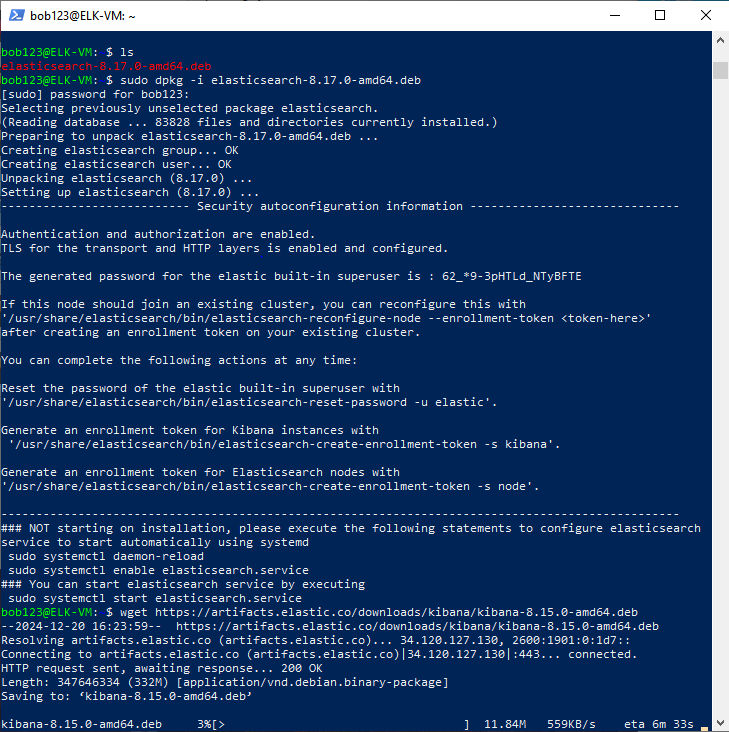 bob123@ELK-VM: ~
bob123@ELK-VM: $ ls
elasticsearch-8.17.0-amd64.deb
bob123@ELK-VM: $ sudo dpkg -i elasticsearch-8.17.0-amd64.deb
[sudo] password for bob123:
Selecting previously unselected package elasticsearch.
(Reading database ... 83828 files and directories currently installed.)
Preparing to unpack elasticsearch-8.17.0-amd64.deb ...
Creating elasticsearch group... OK
Creating elasticsearch user... OK
Unpacking elasticsearch (8.17.0) ...
Setting up elasticsearch (8.17.0) ...
--------------------------- Security autoconfiguration information ------------------------------
Authentication and authorization are enabled.
TLS for the transport and HTTP layers is enabled and configured.
The generated password for the elastic built-in superuser is : 62_*9-3pHTLd_NTyBFTE
If this node should join an existing cluster, you can reconfigure this with
'/usr/share/elasticsearch/bin/elasticsearch-reconfigure-node --enrollment-token <token-here>'
after creating an enrollment token on your existing cluster.
You can complete the following actions at any time:
Reset the password of the elastic built-in superuser with
'/usr/share/elasticsearch/bin/elasticsearch-reset-password -u elastic'.
Generate an enrollment token for Kibana instances with
 '/usr/share/elasticsearch/bin/elasticsearch-create-enrollment-token -s kibana'.
Generate an enrollment token for Elasticsearch nodes with
'/usr/share/elasticsearch/bin/elasticsearch-create-enrollment-token -s node'.
-------------------------------------------------------------------------------------------------
### NOT starting on installation, please execute the following statements to configure elasticsearch
service to start automatically using systemd
 sudo systemctl daemon-reload
 sudo systemctl enable elasticsearch.service
### You can start elasticsearch service by executing
 sudo systemctl start elasticsearch.service
bob123@ELK-VM: $ wget https://artifacts.elastic.co/downloads/kibana/kibana-8.15.0-amd64.deb
--2024-12-20 16:23:59--  https://artifacts.elastic.co/downloads/kibana/kibana-8.15.0-amd64.deb
Resolving artifacts.elastic.co (artifacts.elastic.co)... 34.120.127.130, 2600:1901:0:1d7::
Connecting to artifacts.elastic.co (artifacts.elastic.co)|34.120.127.130|:443... connected.
HTTP request sent, awaiting response... 200 OK
Length: 347646334 (332M) [application/vnd.debian.binary-package]
Saving to: ‘kibana-8.15.0-amd64.deb’
kibana-8.15.0-amd64.deb     3%[>                                  ]  11.84M   559KB/s    eta 6m 33s